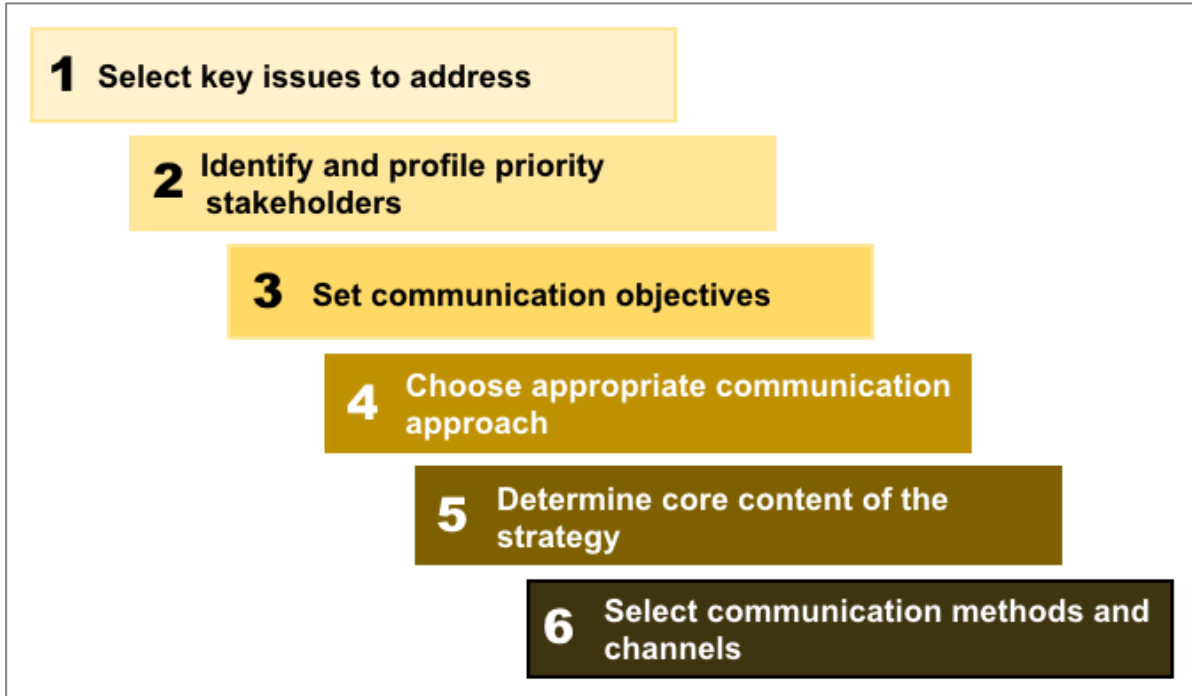 1 Select key issues to address
2 Identify and profile priority
stakeholders
3 Set communication objectives
4 Choose appropriate communication
approach
5 Determine core content of the
strategy
6 Select communication methods and
channels